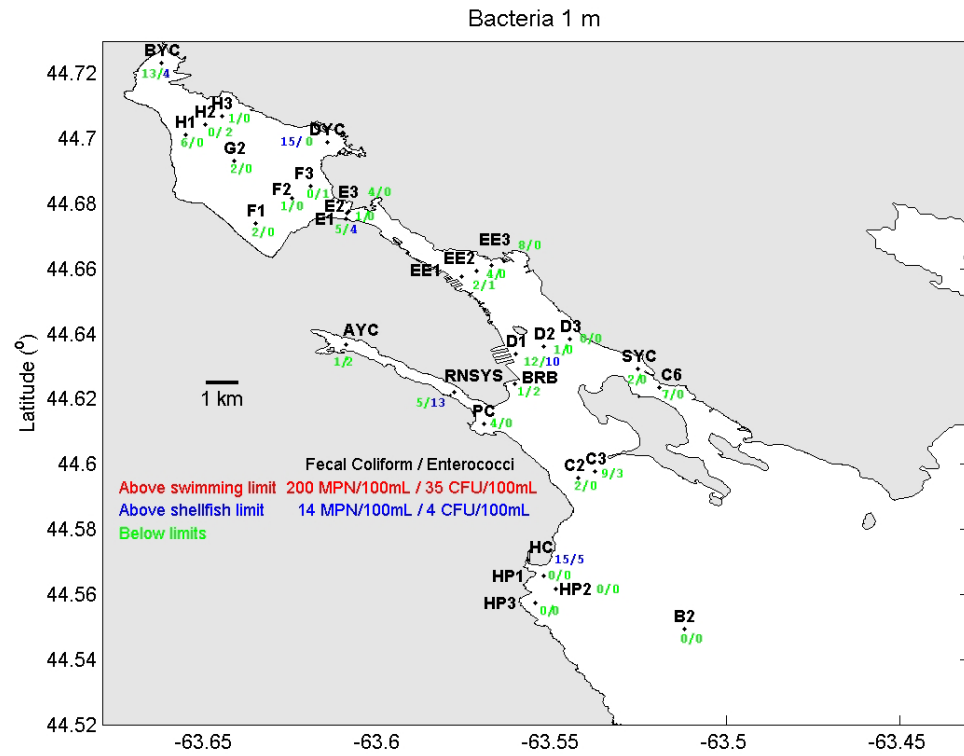 Bacteria 1 m
44.72
44.7
44.68
44.66
44.64
44.62
44.6
44.58
44.56
44.54
44.52
Latitude (o)
BYC
13/4
H3
H2
1/0
H1
0/2
6/0
DYC
15/0
G2
2/0
F3
0/1
F2
1/0
F1
2/0
E3
4/0
E2
1/0
E1
5/4
EE3
8/0
EE2
4/0
EE1
2/1
D3
0/0
D2
1/0
D1
12/10
AYC
1/2
SYC
2/0
C6
7/0
RNSYS
5/13
BRB
1/2
1 km
PC
4/0
C3
9/3
C2
2/0
Fecal Coliform / Enterococci
Above swimming limit 200 MPN/100mL / 35 CFU/100mL
Above shellfish limit 14 MPN/100mL / 4 CFU/100mL
Below limits
HC
15/5
HP1
0/0
HP2
0/0
HP3
0/0
B2
0/0
-63.65
-63.6
-63.55
-63.5
-63.45